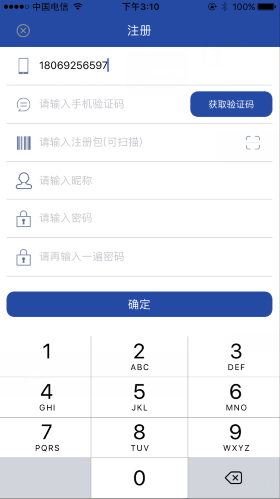 中国电信 下午3:10 100%
注册
18069256597
请输入手机验证码 获取验证码
请输入注册包(可扫描)
请输入昵称
请输入密码
请再输入一遍密码
确定
1 2 3
ABC DEF
4 5 6
GHI JKL MNO
7 8 9
PQRS TUV WXYZ
0